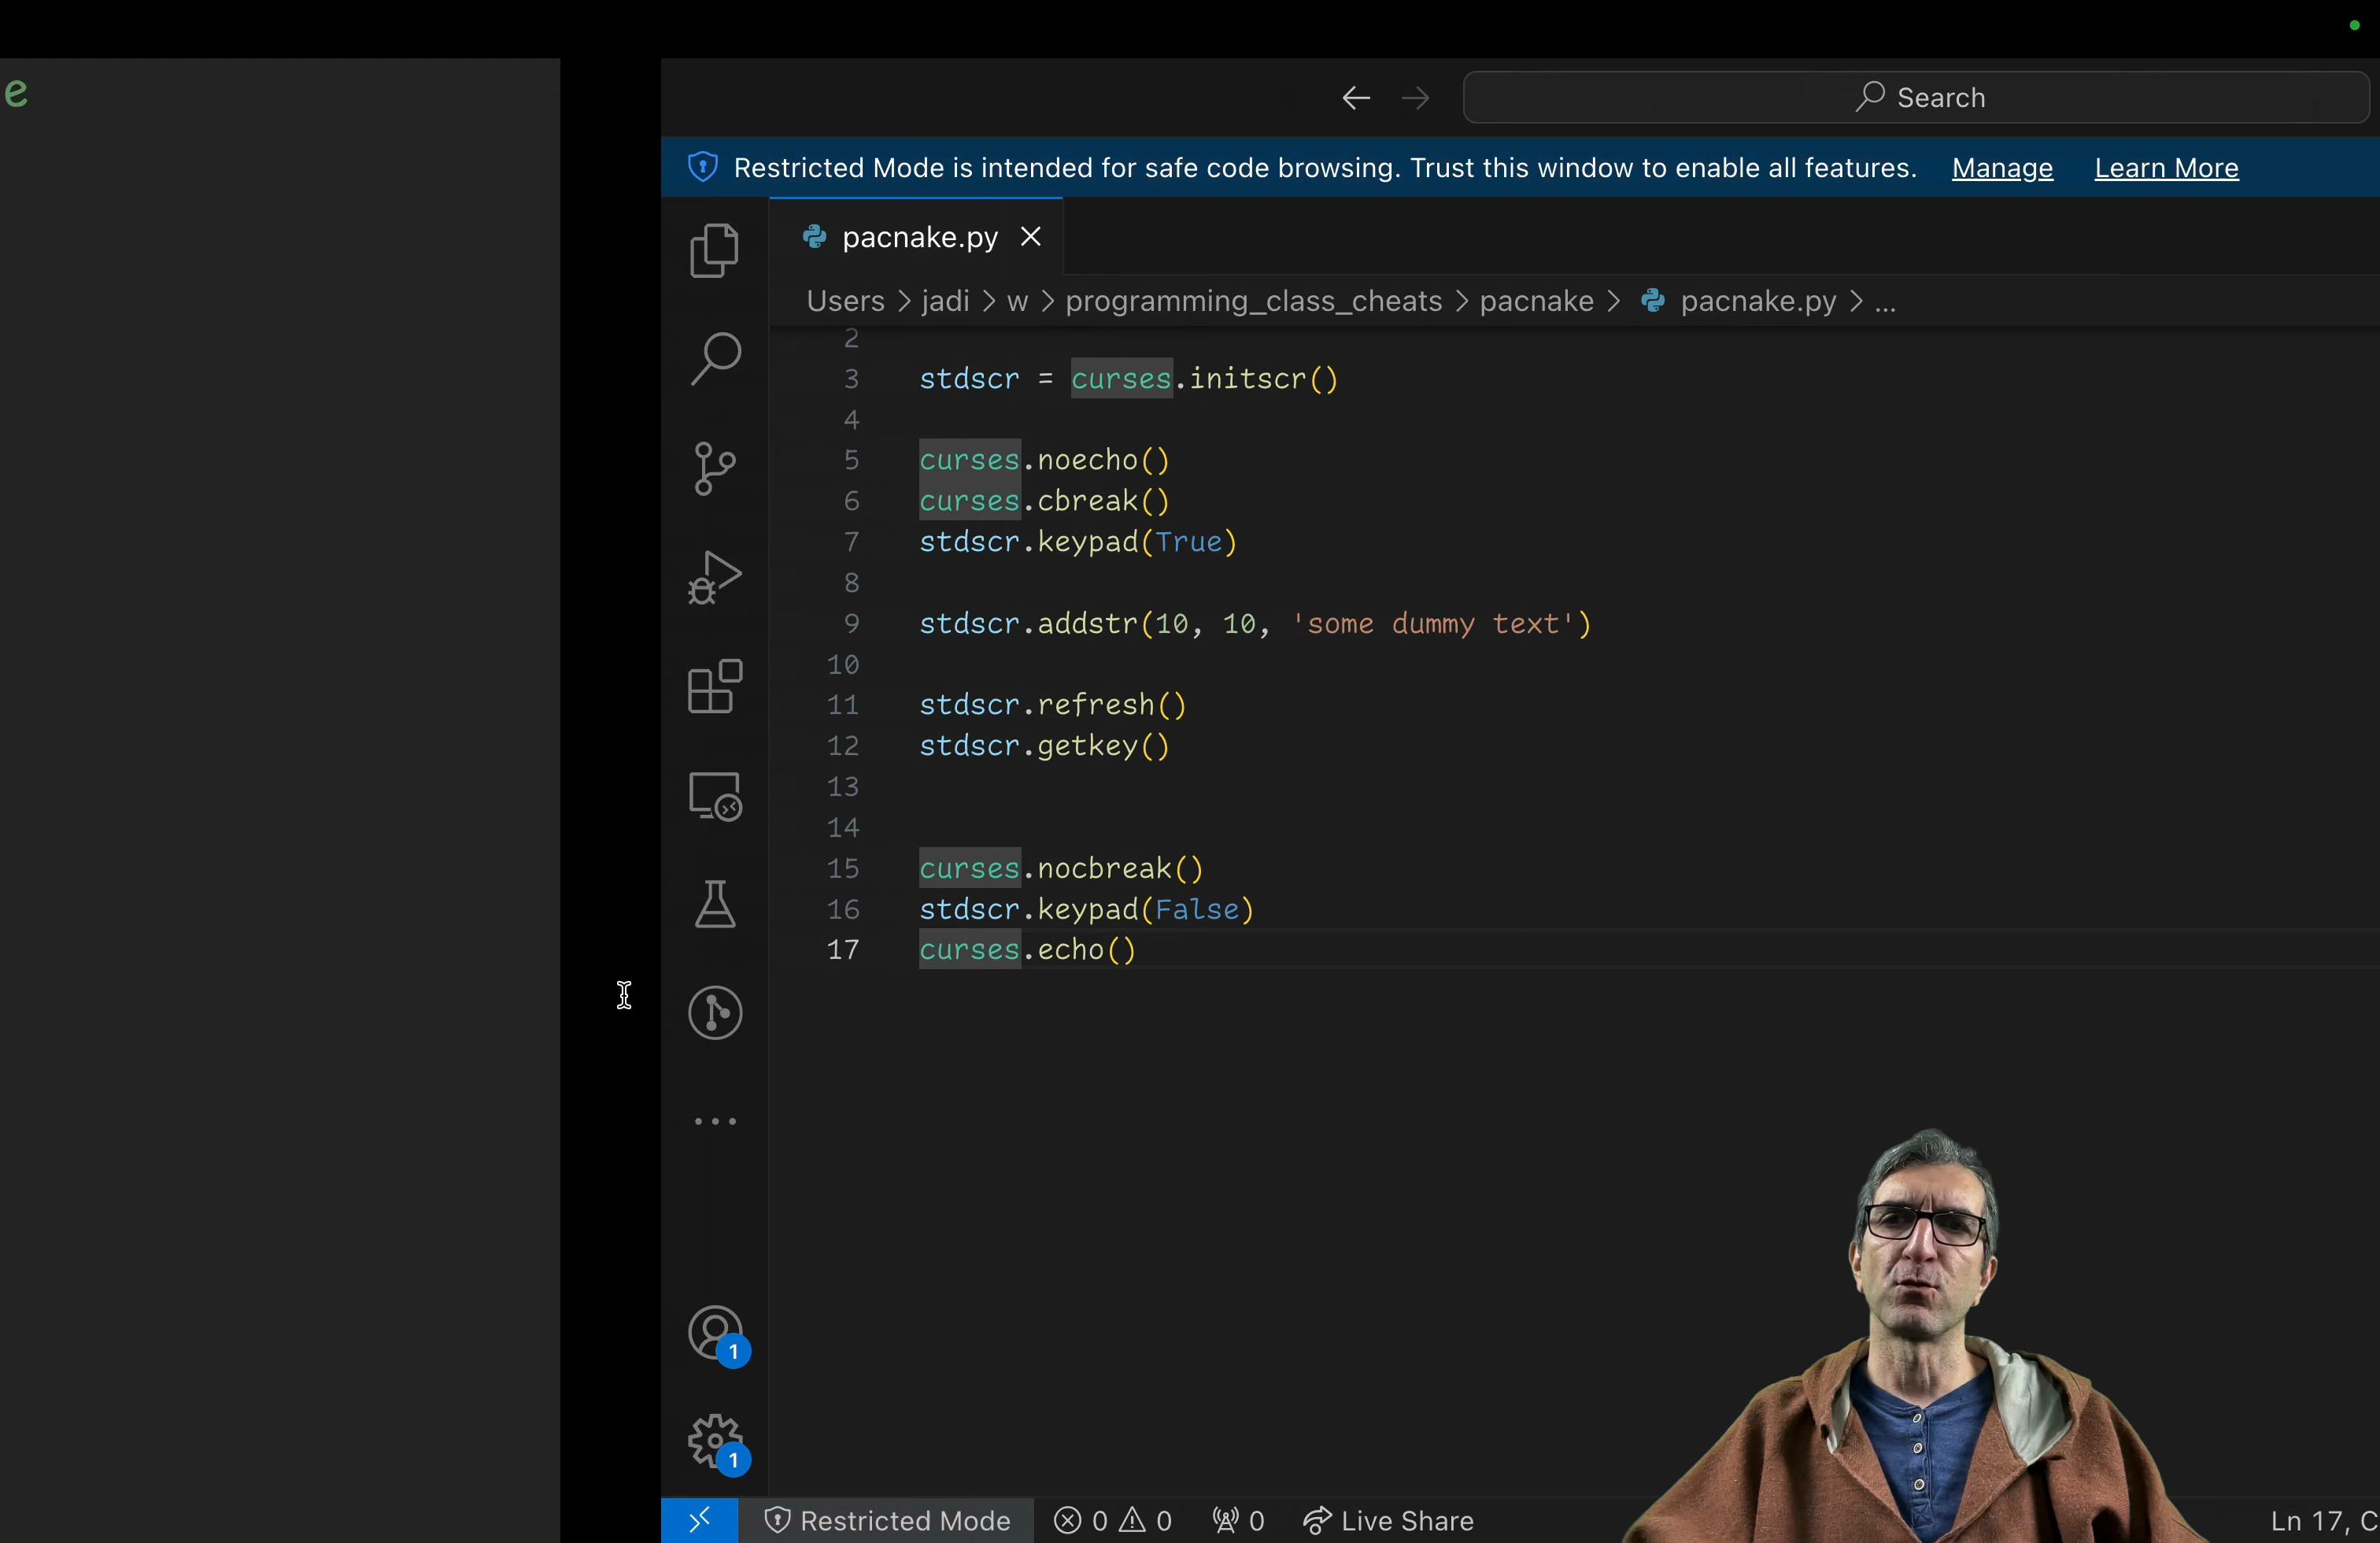 e
Search
Restricted Mode is intended for safe code browsing. Trust this window to enable all features. Manage Learn More
pacnake.py
Users > jadi > w > programming_class_cheats > pacnake > pacnake.py > ...
2
3 stdscr = curses.initscr()
4
5 curses.noecho()
6 curses.cbreak()
7 stdscr.keypad(True)
8
9 stdscr.addstr(10, 10, 'some dummy text')
10
11 stdscr.refresh()
12 stdscr.getkey()
13
14
15 curses.nocbreak()
16 stdscr.keypad(False)
17 curses.echo()
1
1
Restricted Mode 0 0 0 Live Share Ln 17, C